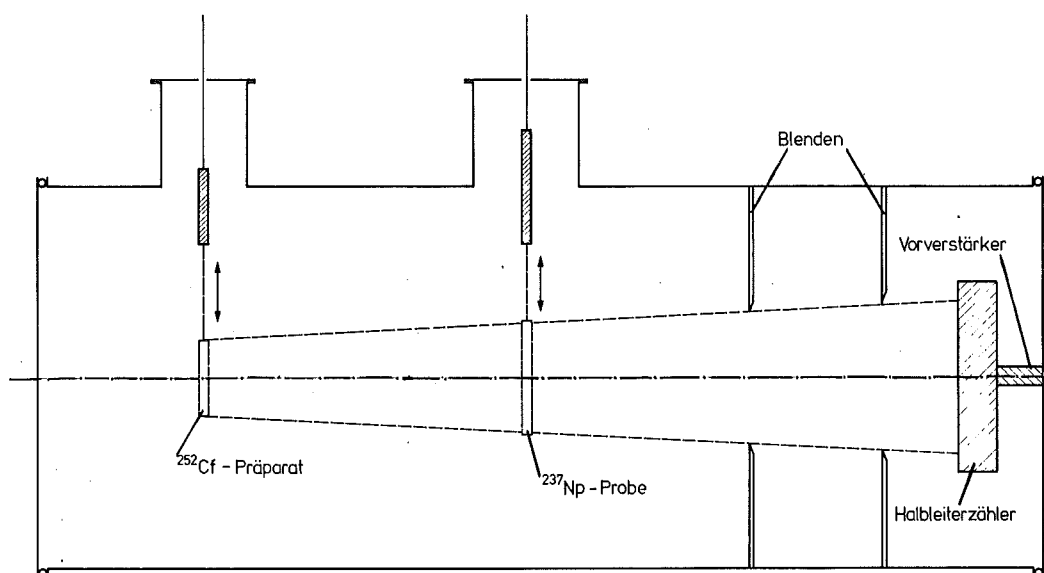 Blenden
Vorverstärker
²⁵²Cf - Präparat
²³⁷Np - Probe
Halbleiterzähler